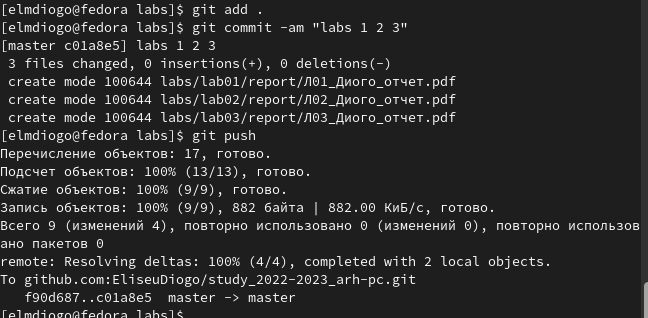 [elmdiogo@fedora labs]$ git add .
[elmdiogo@fedora labs]$ git commit -am "labs 1 2 3"
[master c01a8e5] labs 1 2 3
 3 files changed, 0 insertions(+), 0 deletions(-)
 create mode 100644 labs/lab01/report/Л01_Диого_отчет.pdf
 create mode 100644 labs/lab02/report/Л02_Диого_отчет.pdf
 create mode 100644 labs/lab03/report/Л03_Диого_отчет.pdf
[elmdiogo@fedora labs]$ git push
Перечисление объектов: 17, готово.
Подсчет объектов: 100% (13/13), готово.
Сжатие объектов: 100% (9/9), готово.
Запись объектов: 100% (9/9), 882 байта | 882.00 КиБ/с, готово.
Всего 9 (изменений 4), повторно использовано 0 (изменений 0), повторно использов
ано пакетов 0
remote: Resolving deltas: 100% (4/4), completed with 2 local objects.
To github.com:EliseuDiogo/study_2022-2023_arh-pc.git
   f90d687..c01a8e5  master -> master
[elmdiogo@fedora labs]$